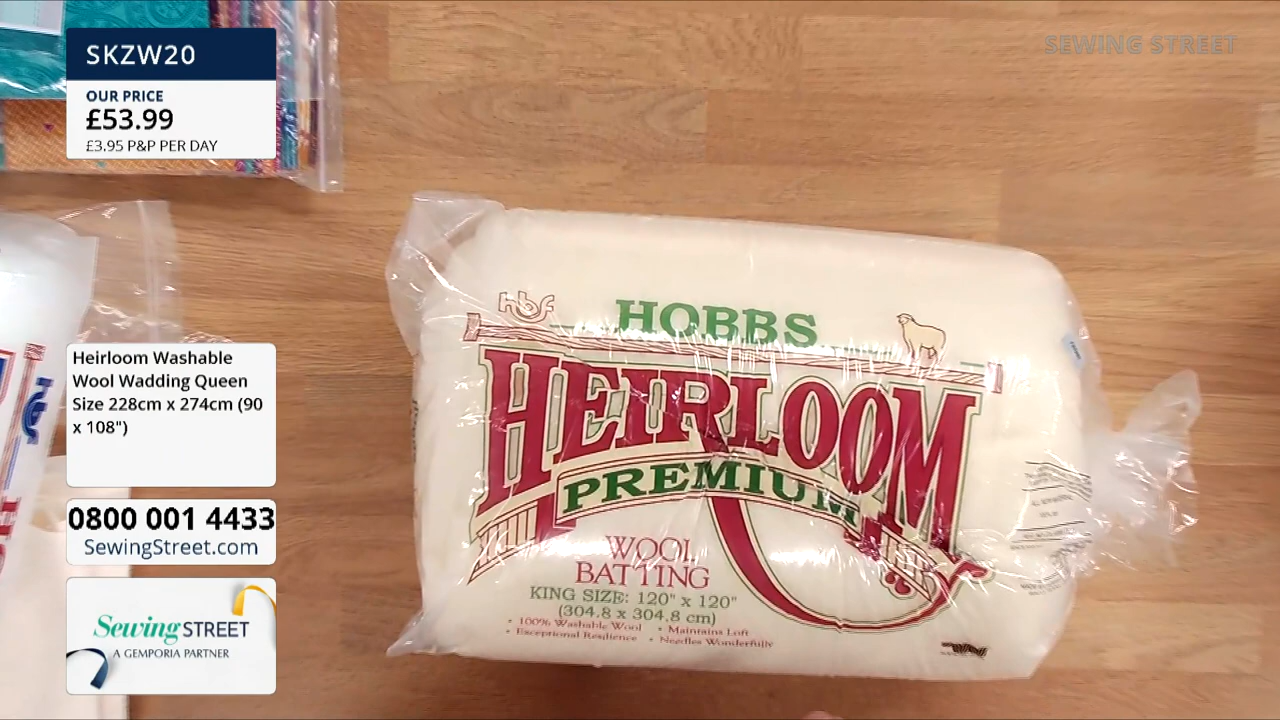 SKZW20
OUR PRICE
£53.99
£3.95 P&P PER DAY
SEWING STREET
hbf
HOBBS
HEIRLOOM
PREMIUM
WOOL
BATTING
KING SIZE: 120" x 120"
(304.8 x 304.8 cm)
• 100% Washable Wool • Maintains Loft
• Exceptional Resilience • Needles Wonderfully
Heirloom Washable
Wool Wadding Queen
Size 228cm x 274cm (90
x 108")
0800 001 4433
SewingStreet.com
Sewing STREET
A GEMPORIA PARTNER